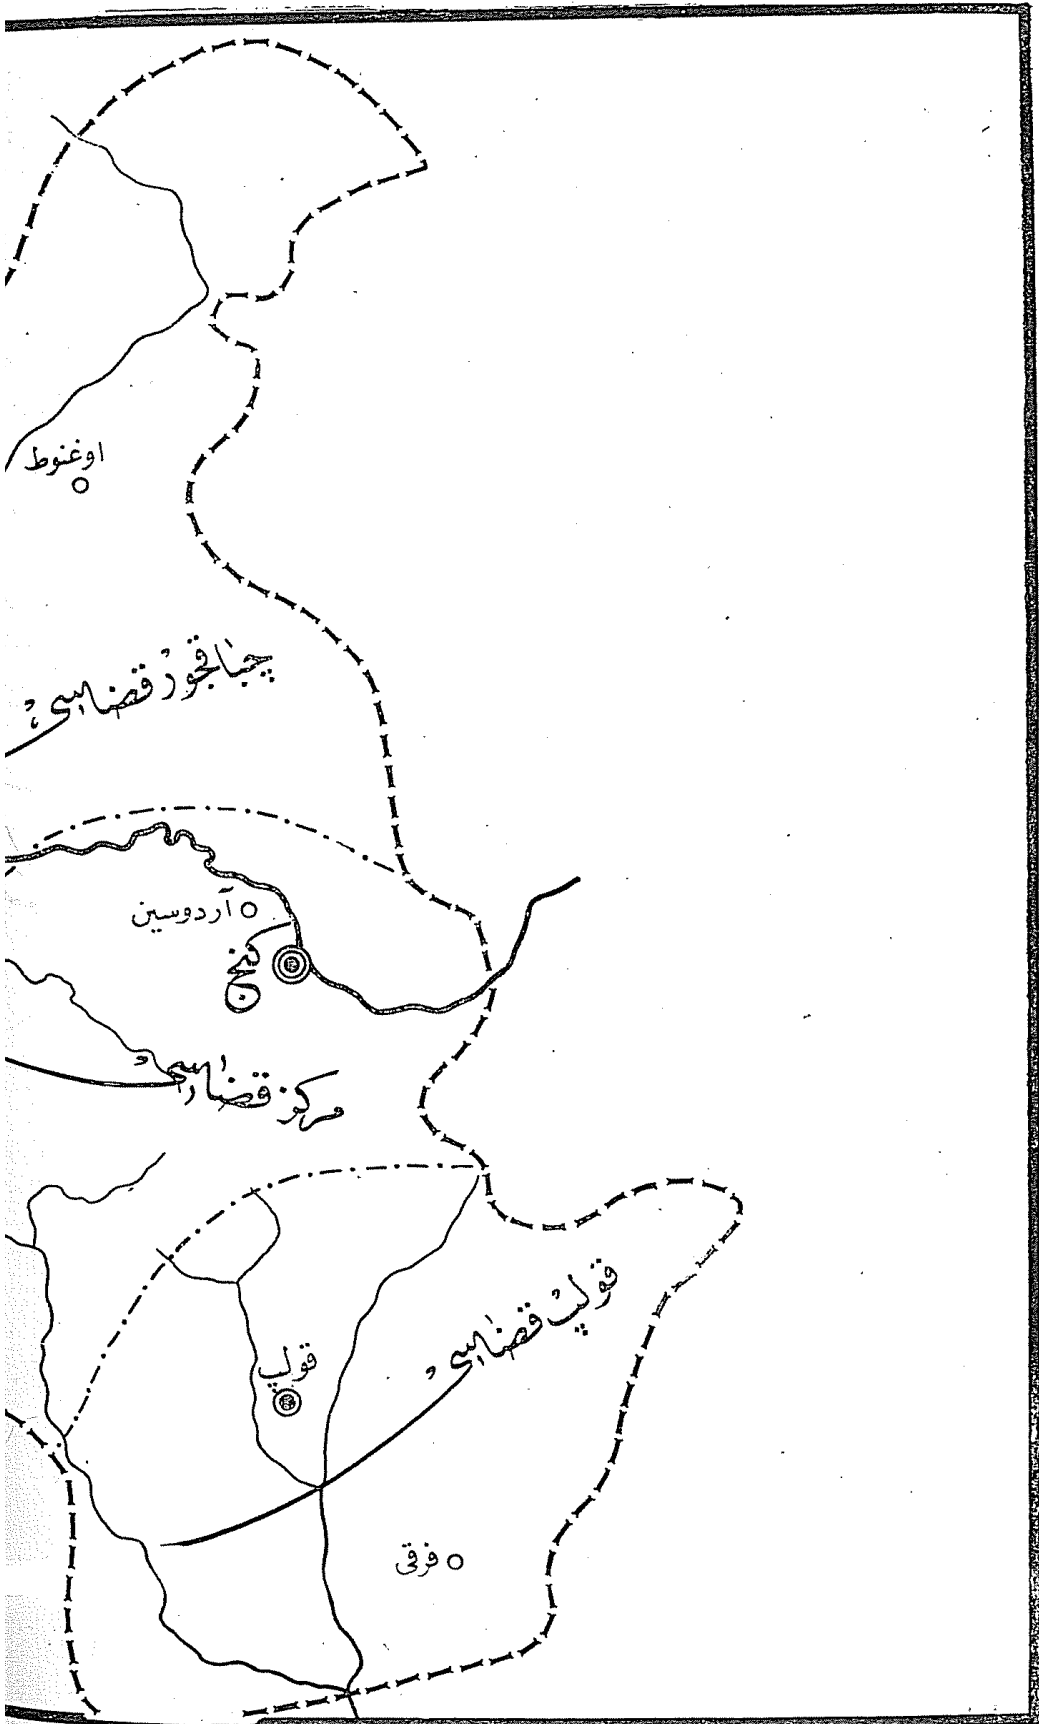 اوغنوط
چباقجور قضاسی
آردوسین
کنج
مرکز قضاسی
قولپ قضاسی
قولپ
فرقی